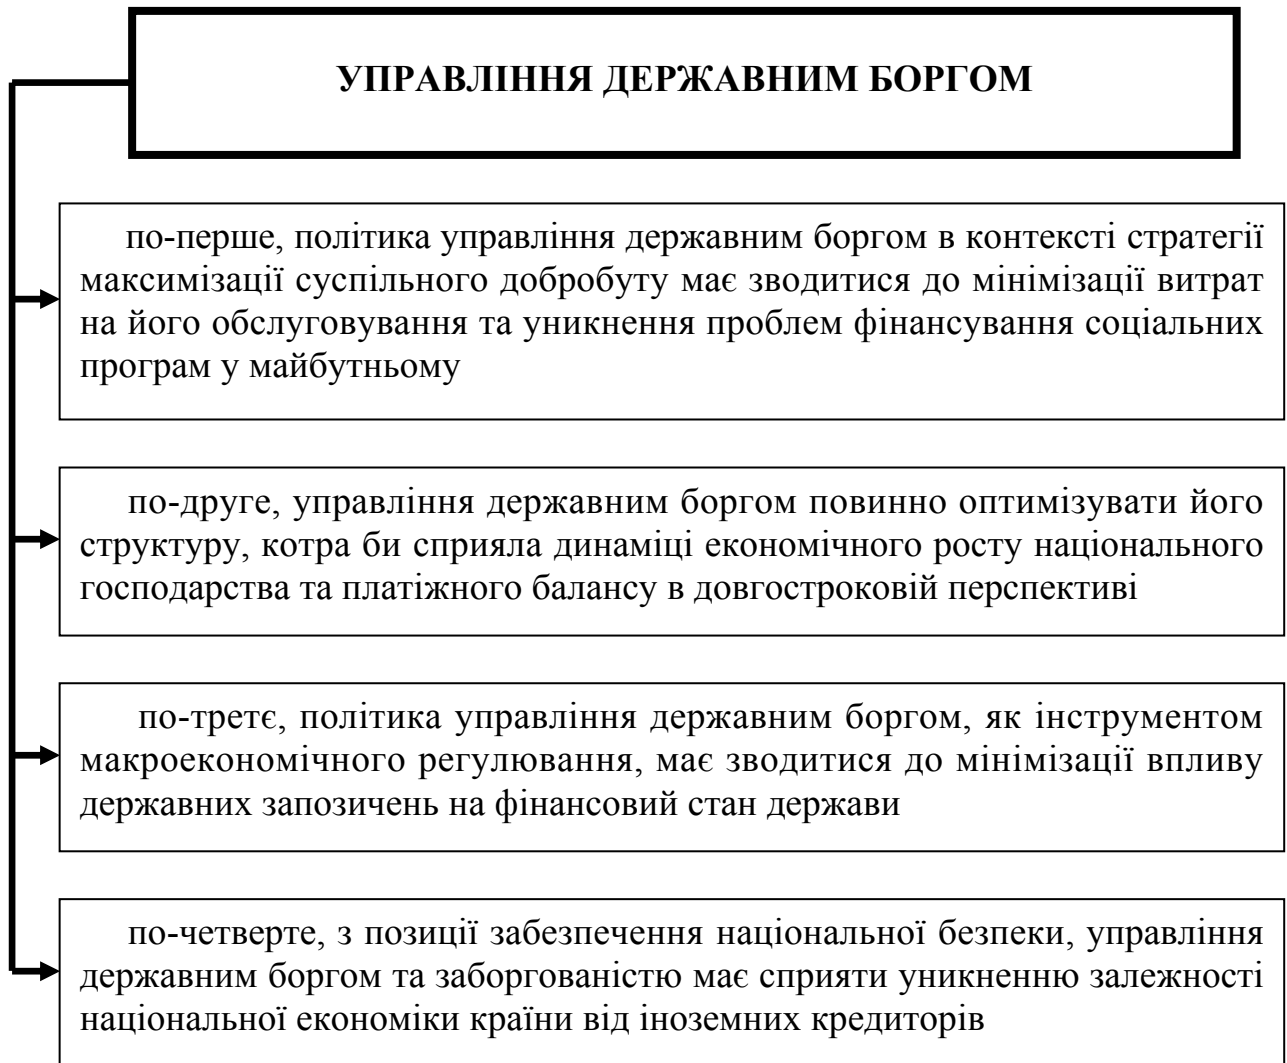 УПРАВЛІННЯ ДЕРЖАВНИМ БОРГОМ
по-перше, політика управління державним боргом в контексті стратегії
максимізації суспільного добробуту має зводитися до мінімізації витрат
на його обслуговування та уникнення проблем фінансування соціальних
програм у майбутньому
по-друге, управління державним боргом повинно оптимізувати його
структуру, котра би сприяла динаміці економічного росту національного
господарства та платіжного балансу в довгостроковій перспективі
по-третє, політика управління державним боргом, як інструментом
макроекономічного регулювання, має зводитися до мінімізації впливу
державних запозичень на фінансовий стан держави
по-четверте, з позиції забезпечення національної безпеки, управління
державним боргом та заборгованістю має сприяти уникненню залежності
національної економіки країни від іноземних кредиторів